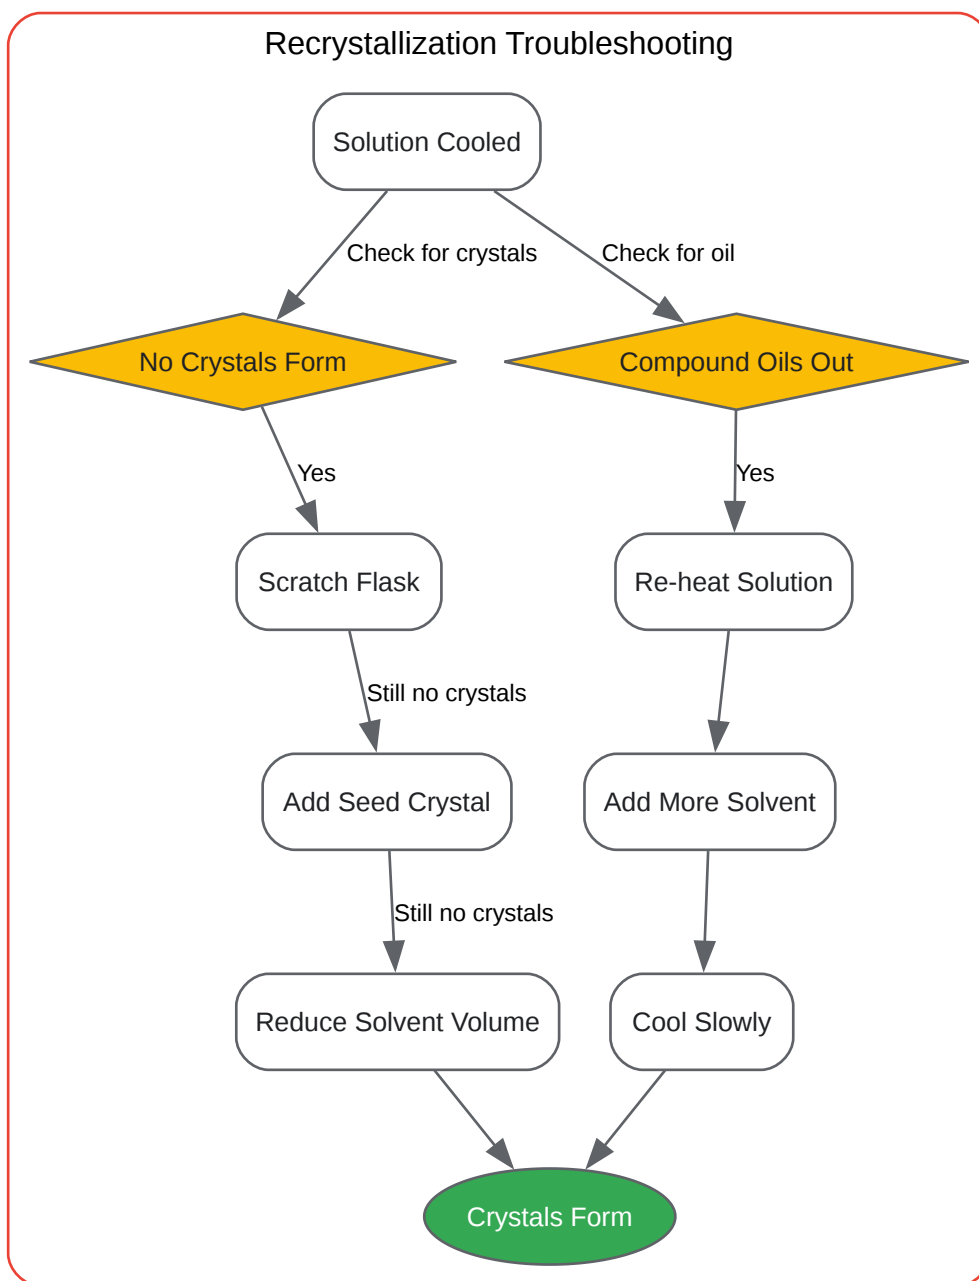 Recrystallization Troubleshooting
Solution Cooled
Check for crystals
Check for oil
No Crystals Form
Compound Oils Out
Yes
Yes
Scratch Flask
Re-heat Solution
Still no crystals
Add Seed Crystal
Add More Solvent
Still no crystals
Reduce Solvent Volume
Cool Slowly
Crystals Form